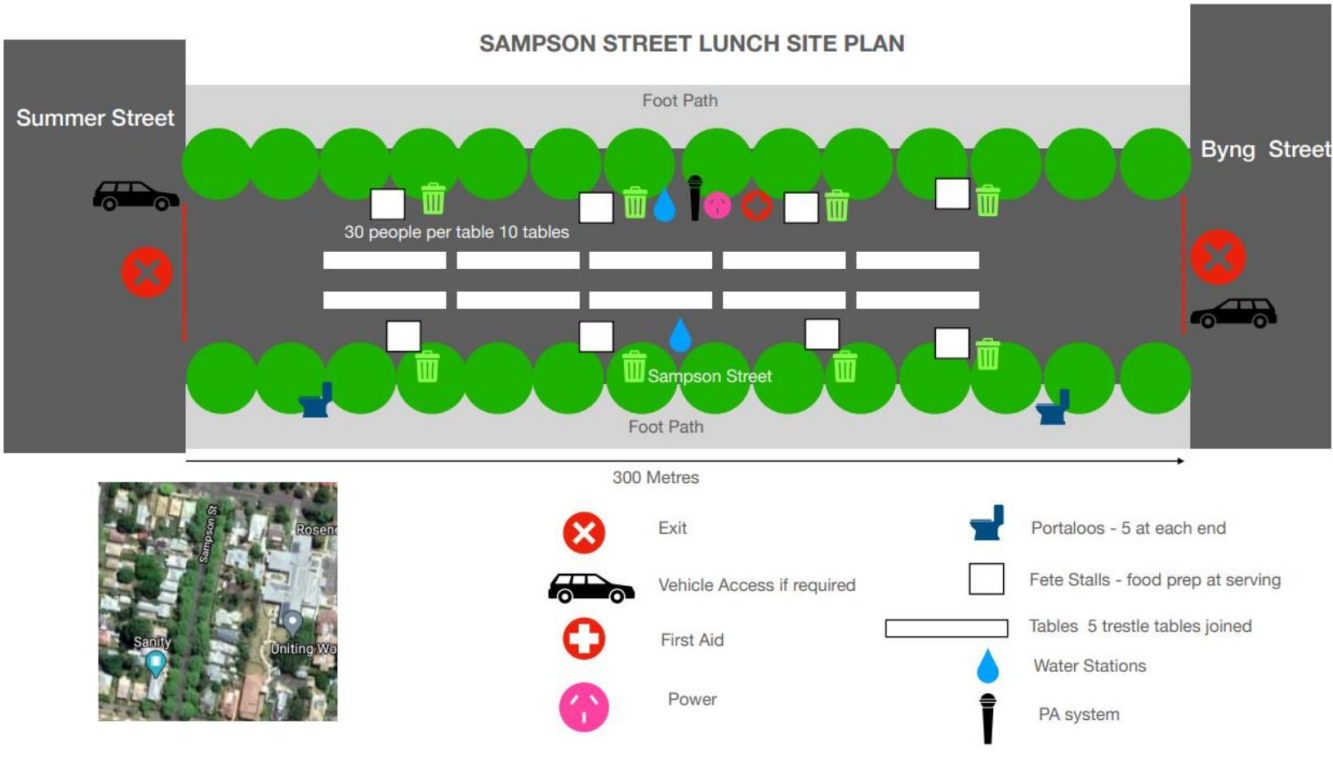 SAMPSON STREET LUNCH SITE PLAN
Foot Path
Summer Street
Byng Street
30 people per table 10 tables
Sampson Street
Foot Path
300 Metres
Sampson St
Rosene
Sanity
Uniting Wo
Exit
Vehicle Access if required
First Aid
Power
Portaloos - 5 at each end
Fete Stalls - food prep at serving
Tables 5 trestle tables joined
Water Stations
PA system